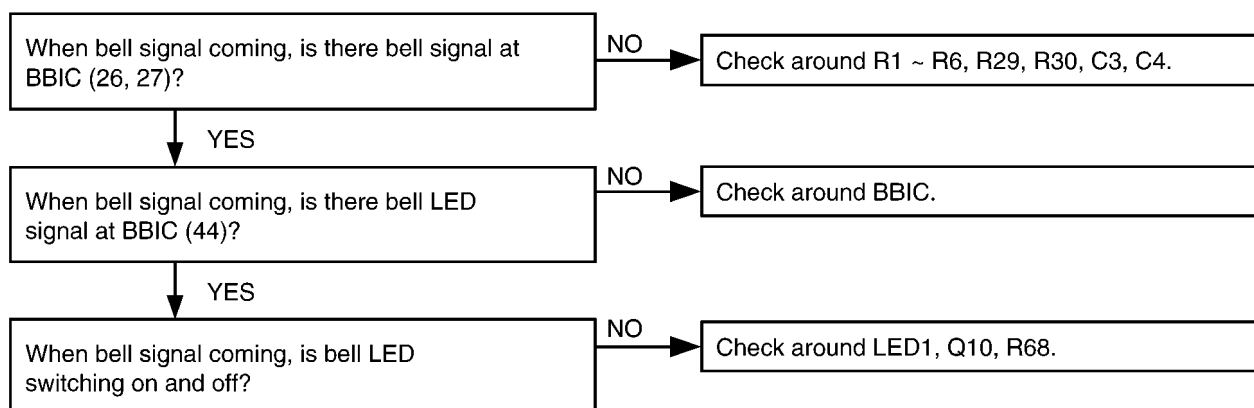 When bell signal coming, is there bell signal at
BBIC (26, 27)?
NO
Check around R1 ~ R6, R29, R30, C3, C4.
YES
When bell signal coming, is there bell LED
signal at BBIC (44)?
NO
Check around BBIC.
YES
When bell signal coming, is bell LED
switching on and off?
NO
Check around LED1, Q10, R68.